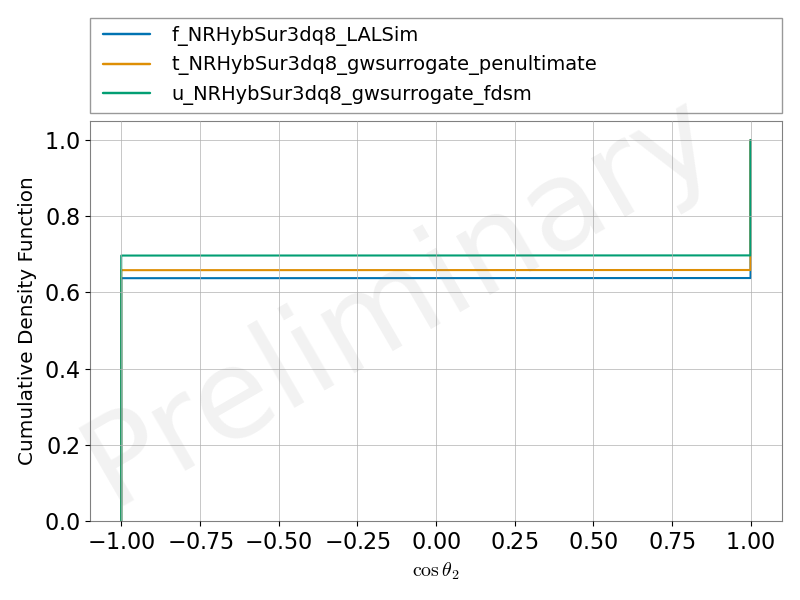 f_NRHybSur3dq8_LALSim
t_NRHybSur3dq8_gwsurrogate_penultimate
u_NRHybSur3dq8_gwsurrogate_fdsm
Preliminary
Cumulative Density Function
1.0
0.8
0.6
0.4
0.2
0.0
−1.00 −0.75 −0.50 −0.25 0.00 0.25 0.50 0.75 1.00
cos θ₂